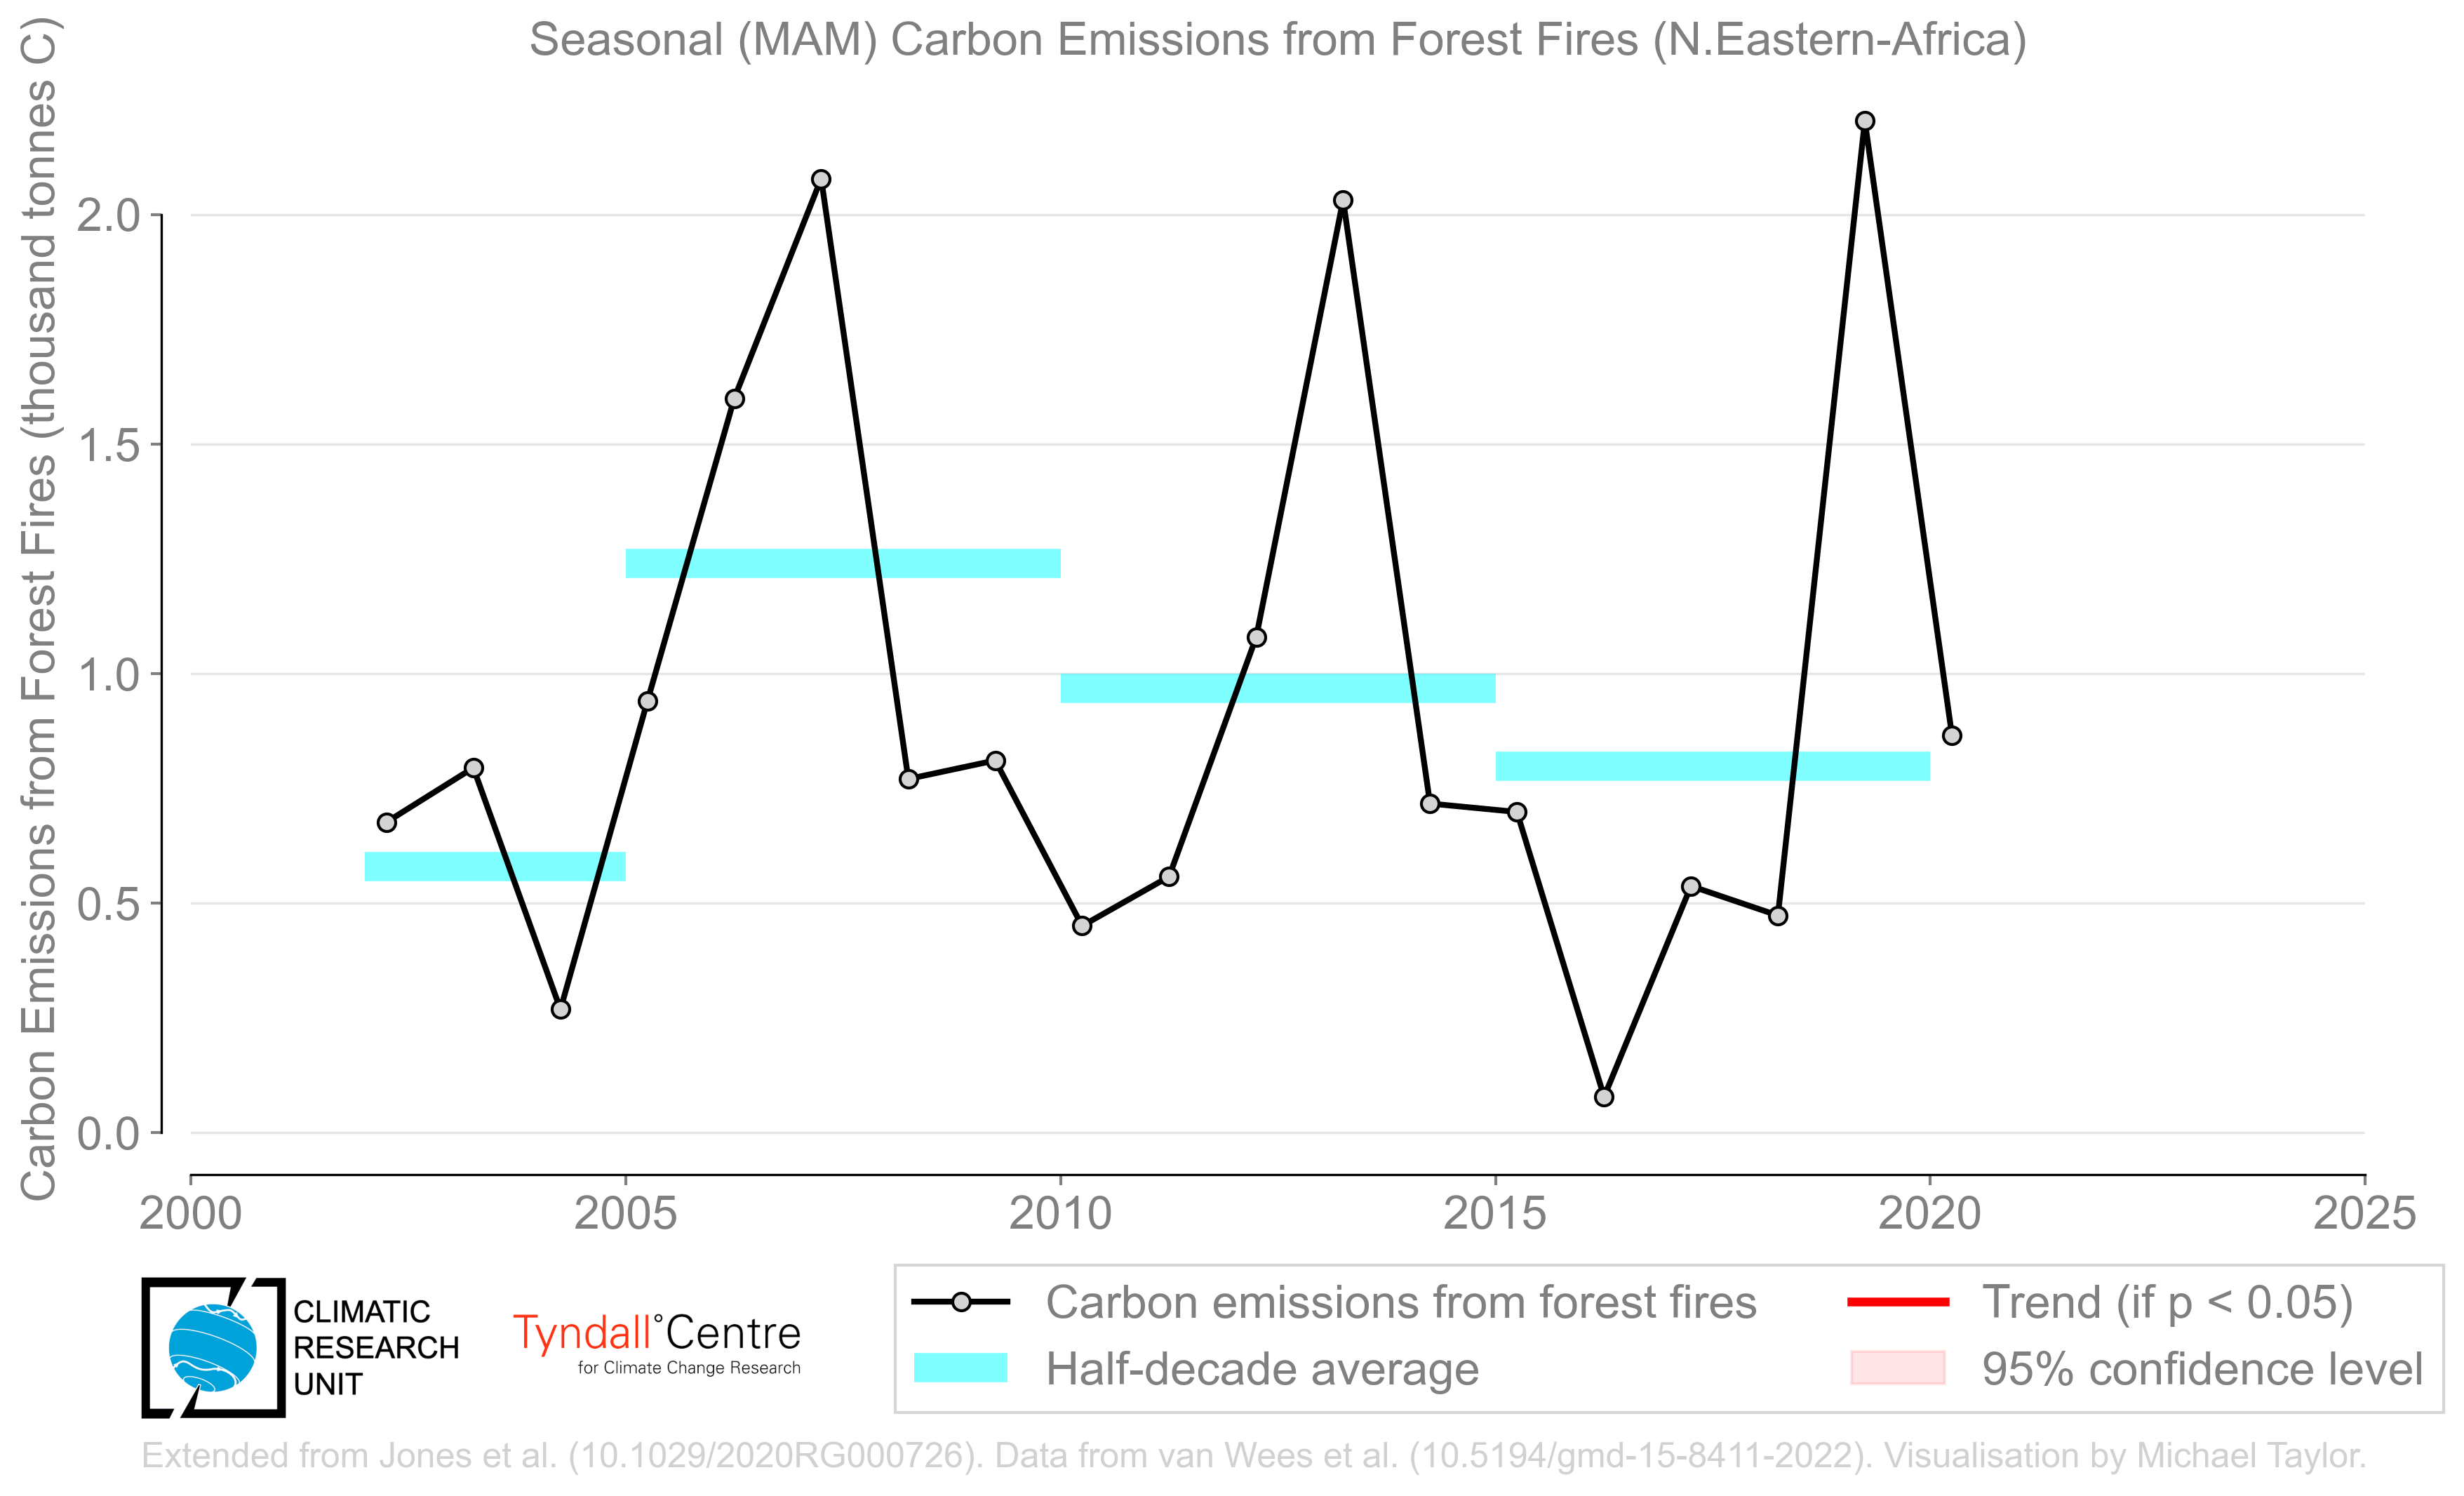 Seasonal (MAM) Carbon Emissions from Forest Fires (N.Eastern-Africa)
Carbon Emissions from Forest Fires (thousand tonnes C)
2.0
1.5
1.0
0.5
0.0
2000 2005 2010 2015 2020 2025
CLIMATIC
RESEARCH
UNIT
Tyndall°Centre
for Climate Change Research
Carbon emissions from forest fires
Half-decade average
Trend (if p < 0.05)
95% confidence level
Extended from Jones et al. (10.1029/2020RG000726). Data from van Wees et al. (10.5194/gmd-15-8411-2022). Visualisation by Michael Taylor.